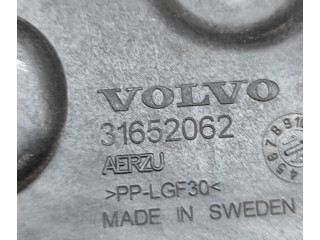 VOLVO
31652062
AERZU
>PP-LGF30<
MADE IN SWEDEN